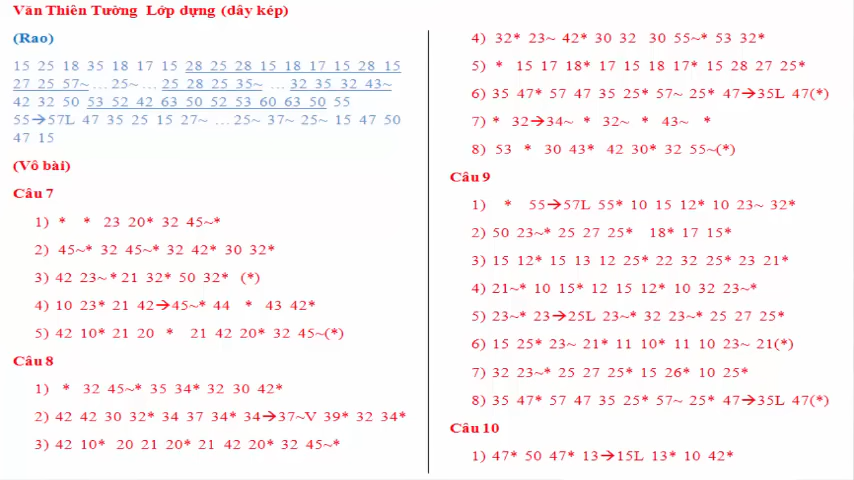 Văn Thiên Tường Lớp dựng (dây kép)
(Rao)
15 25 18 35 18 17 15 28 25 28 15 18 17 15 28 15
27 25 57~ ... 25~ ... 25 28 25 35~ ... 32 35 32 43~
42 32 50 53 52 42 63 50 52 53 60 63 50 55
55→57L 47 35 25 15 27~ ... 25~ 37~ 25~ 15 47 50
47 15
(Vô bài)
Câu 7
1) * * 23 20* 32 45~*
2) 45~* 32 45~* 32 42* 30 32*
3) 42 23~* 21 32* 50 32* (*)
4) 10 23* 21 42→45~* 44 * 43 42*
5) 42 10* 21 20 * 21 42 20* 32 45~(*)
Câu 8
1) * 32 45~* 35 34* 32 30 42*
2) 42 42 30 32* 34 37 34* 34→37~V 39* 32 34*
3) 42 10* 20 21 20* 21 42 20* 32 45~*
4) 32* 23~ 42* 30 32 30 55~* 53 32*
5) * 15 17 18* 17 15 18 17* 15 28 27 25*
6) 35 47* 57 47 35 25* 57~ 25* 47→35L 47(*)
7) * 32→34~ * 32~ * 43~ *
8) 53 * 30 43* 42 30* 32 55~(*)
Câu 9
1) * 55→57L 55* 10 15 12* 10 23~ 32*
2) 50 23~* 25 27 25* 18* 17 15*
3) 15 12* 15 13 12 25* 22 32 25* 23 21*
4) 21~* 10 15* 12 15 12* 10 32 23~*
5) 23~* 23→25L 23~* 32 23~* 25 27 25*
6) 15 25* 23~ 21* 11 10* 11 10 23~ 21(*)
7) 32 23~* 25 27 25* 15 26* 10 25*
8) 35 47* 57 47 35 25* 57~ 25* 47→35L 47(*)
Câu 10
1) 47* 50 47* 13→15L 13* 10 42*